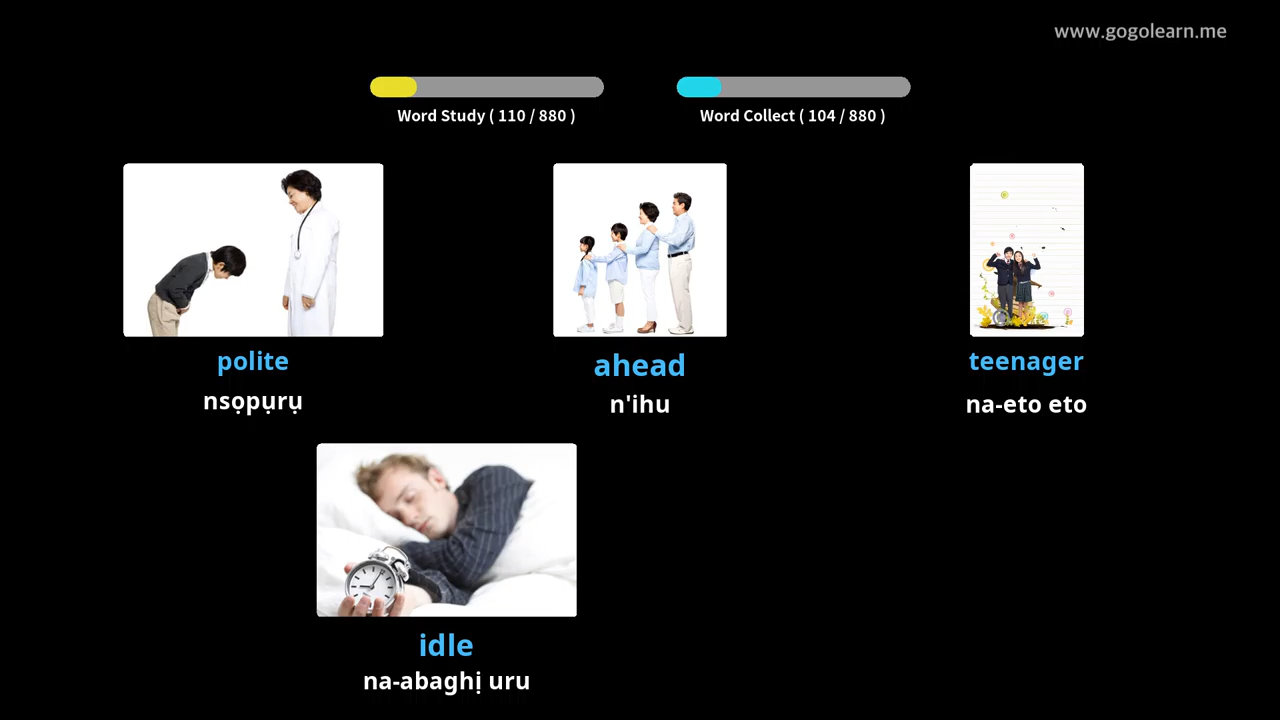 www.gogolearn.me
Word Study ( 110 / 880 )
Word Collect ( 104 / 880 )
polite
nsọpụrụ
ahead
n'ihu
teenager
na-eto eto
idle
na-abaghị uru